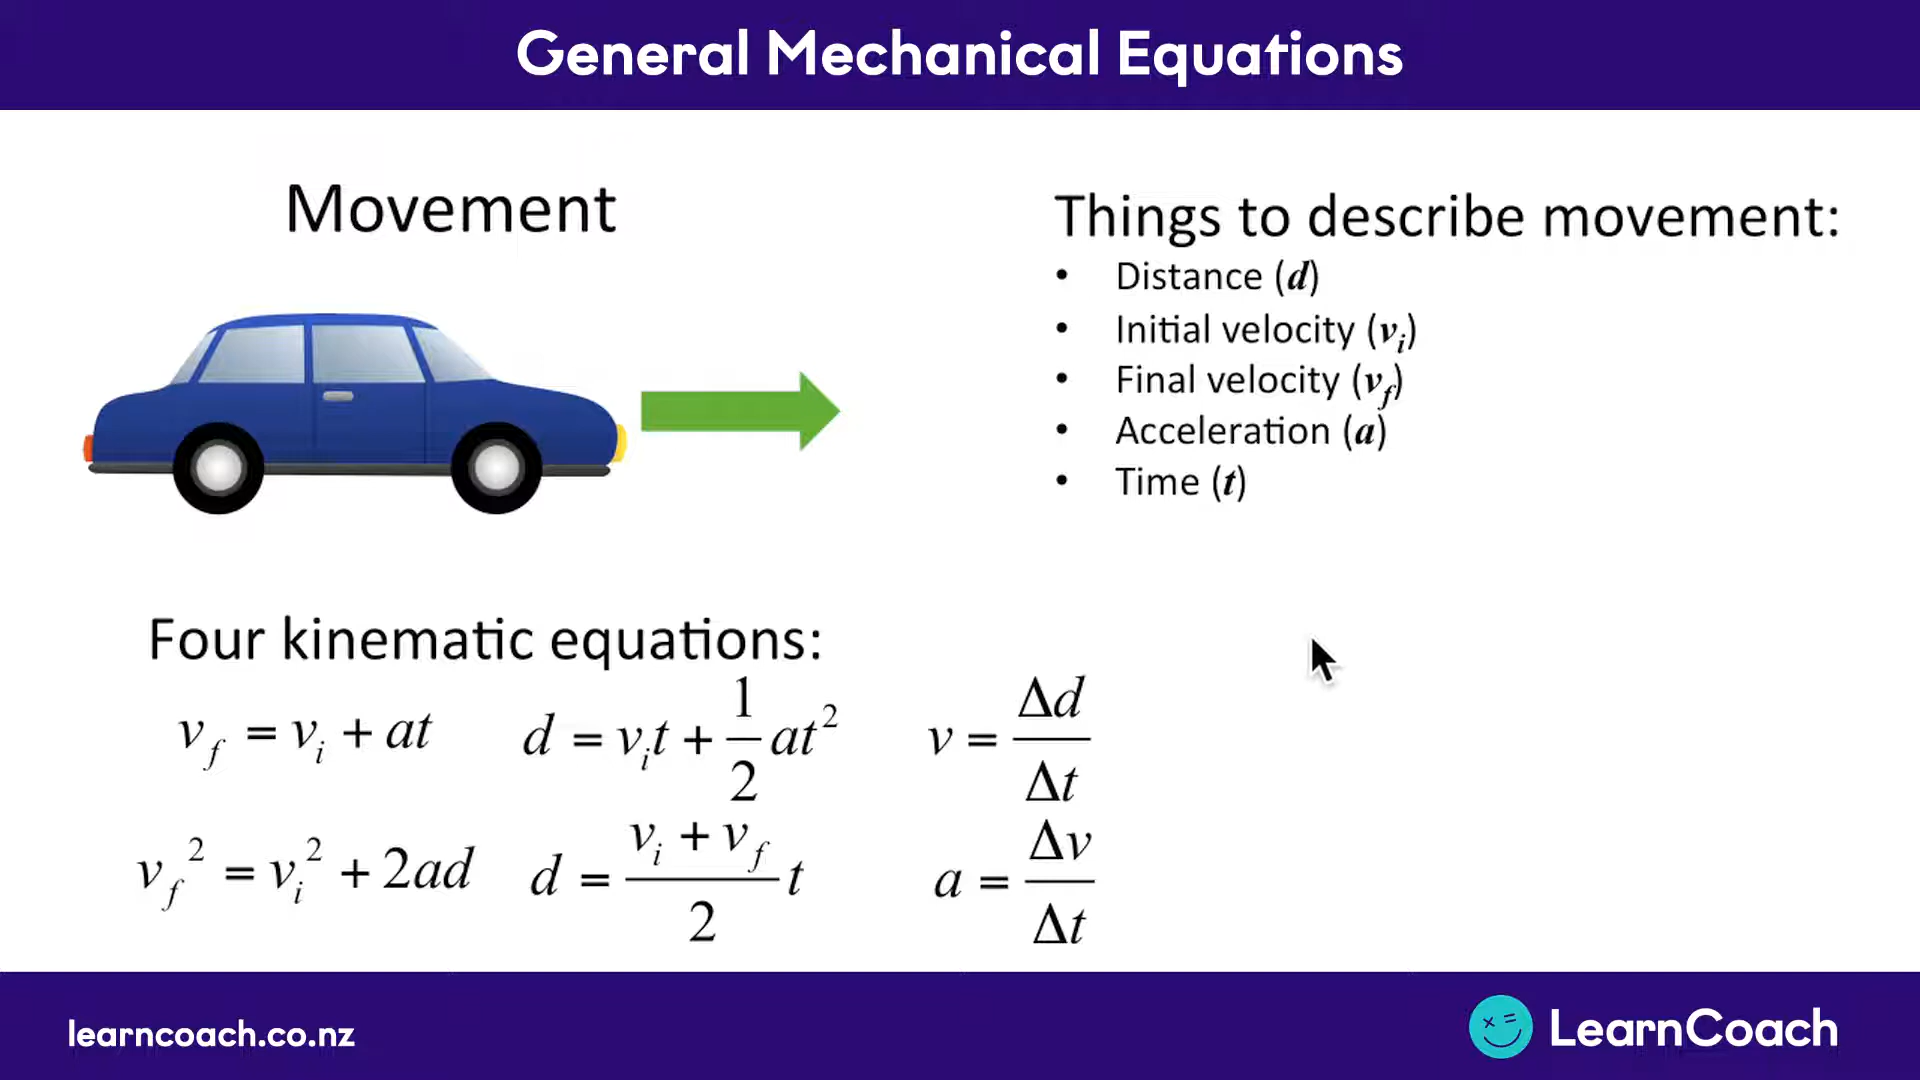 General Mechanical Equations
Movement
Things to describe movement:
• Distance (d)
• Initial velocity (vᵢ)
• Final velocity (v_f)
• Acceleration (a)
• Time (t)
Four kinematic equations:
v_f = vᵢ + at
d = vᵢt + 1/2 at²
v = Δd/Δt
v_f² = vᵢ² + 2ad
d = (vᵢ + v_f)/2 t
a = Δv/Δt
learncoach.co.nz
LearnCoach